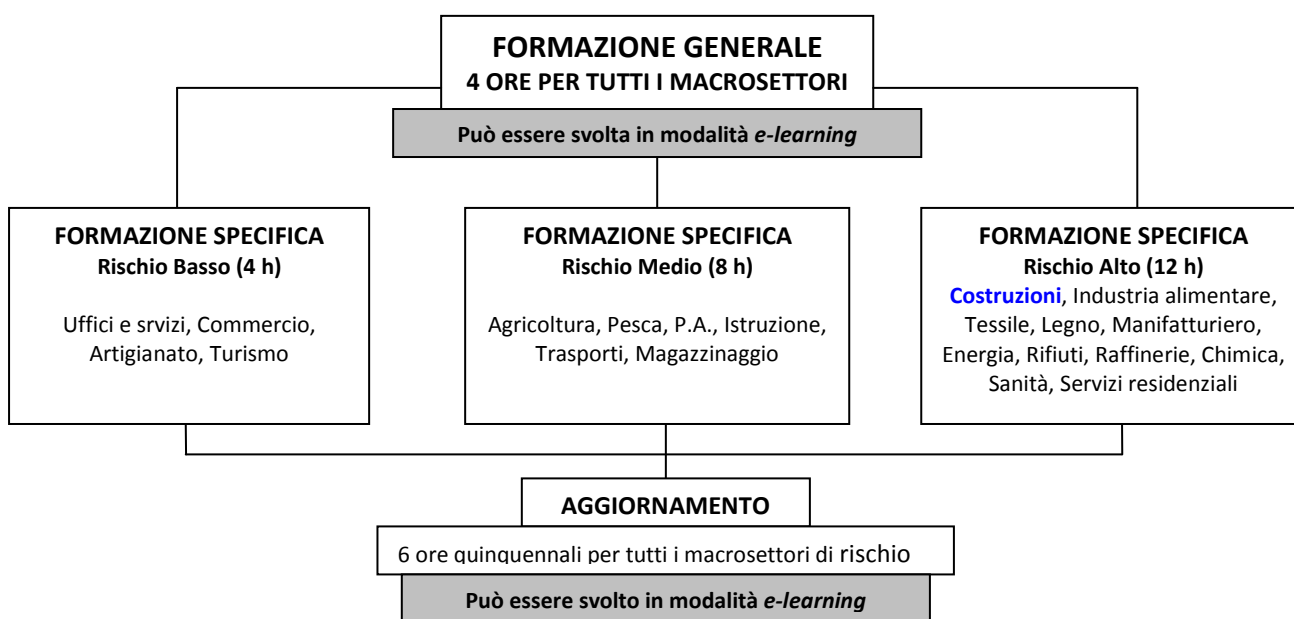 FORMAZIONE GENERALE
4 ORE PER TUTTI I MACROSETTORI
Può essere svolta in modalità e-learning
FORMAZIONE SPECIFICA
Rischio Basso (4 h)
Uffici e srvizi, Commercio,
Artigianato, Turismo
FORMAZIONE SPECIFICA
Rischio Medio (8 h)
Agricoltura, Pesca, P.A., Istruzione,
Trasporti, Magazzinaggio
FORMAZIONE SPECIFICA
Rischio Alto (12 h)
Costruzioni, Industria alimentare,
Tessile, Legno, Manifatturiero,
Energia, Rifiuti, Raffinerie, Chimica,
Sanità, Servizi residenziali
AGGIORNAMENTO
6 ore quinquennali per tutti i macrosettori di rischio
Può essere svolto in modalità e-learning